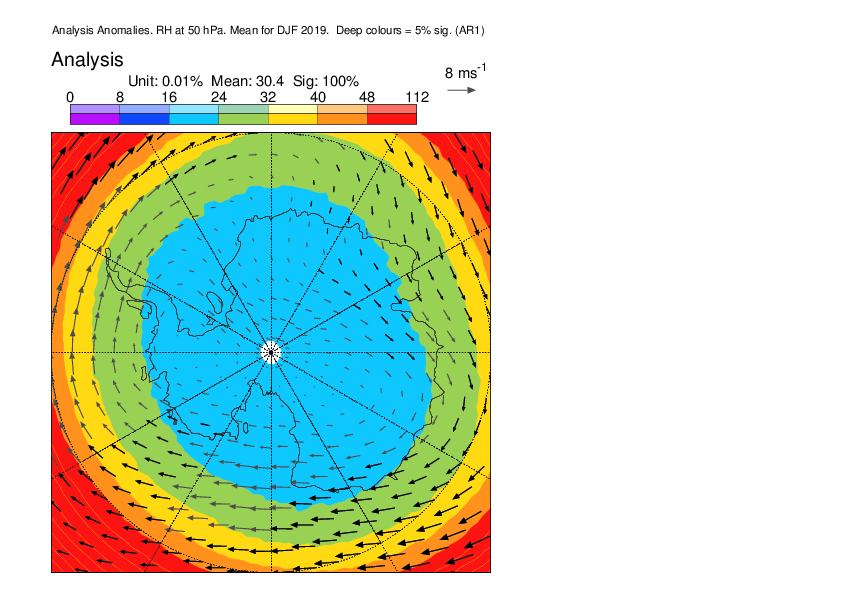 Analysis Anomalies. RH at 50 hPa. Mean for DJF 2019.  Deep colours = 5% sig. (AR1)
Analysis
8 ms-1
Unit: 0.01%  Mean: 30.4  Sig: 100%
0 8 16 24 32 40 48 112